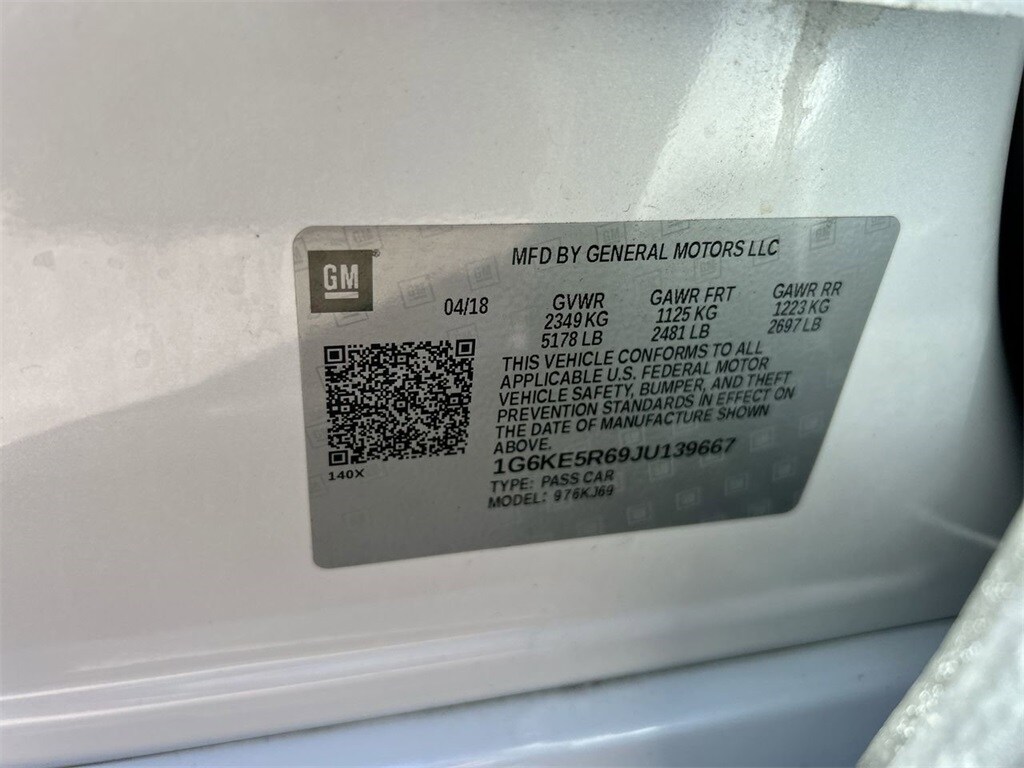 GM
MFD BY GENERAL MOTORS LLC
04/18 GVWR GAWR FRT GAWR RR
2349 KG 1125 KG 1223 KG
5178 LB 2481 LB 2697 LB
THIS VEHICLE CONFORMS TO ALL
APPLICABLE U.S. FEDERAL MOTOR
VEHICLE SAFETY, BUMPER, AND THEFT
PREVENTION STANDARDS IN EFFECT ON
THE DATE OF MANUFACTURE SHOWN
ABOVE.
1G6KE5R69JU139667
TYPE: PASS CAR
MODEL: 976KJ69
140X